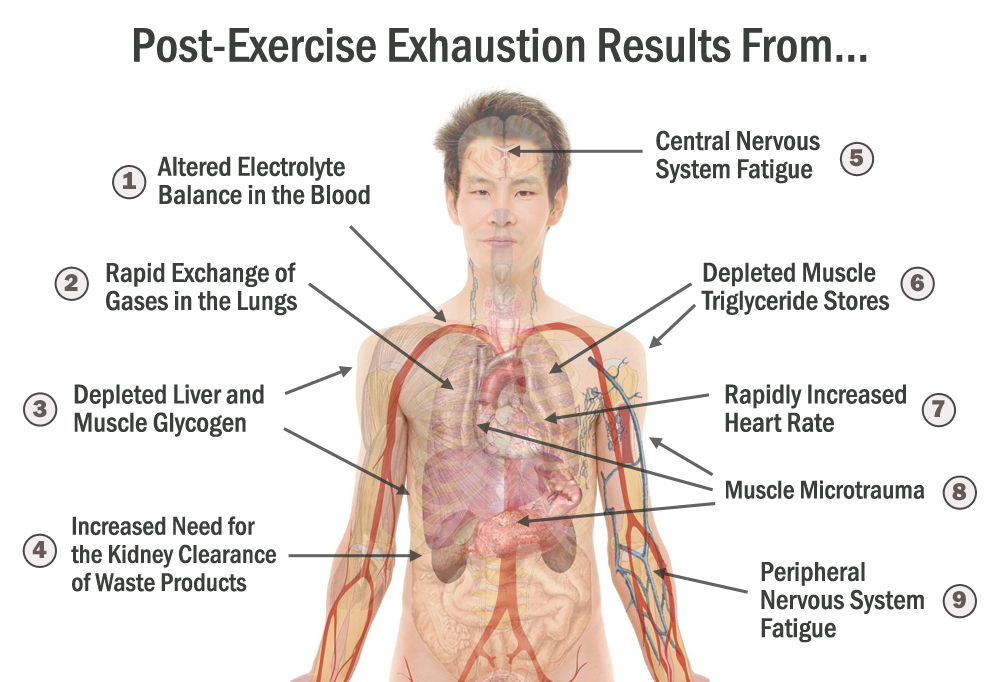 Post-Exercise Exhaustion Results From...
1
Altered Electrolyte
Balance in the Blood
2
Rapid Exchange of
Gases in the Lungs
3
Depleted Liver and
Muscle Glycogen
4
Increased Need for
the Kidney Clearance
of Waste Products
Central Nervous
System Fatigue
5
Depleted Muscle
Triglyceride Stores
6
Rapidly Increased
Heart Rate
7
Muscle Microtrauma
8
Peripheral
Nervous System
Fatigue
9